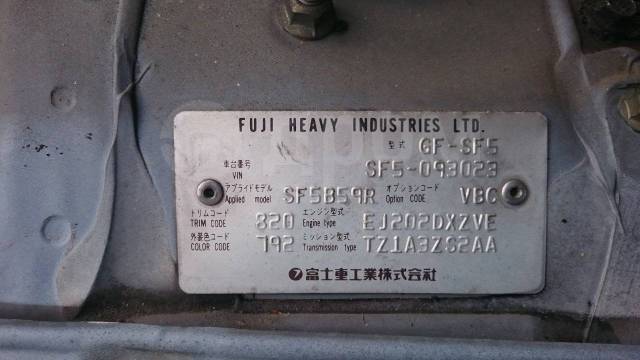 FUJI HEAVY INDUSTRIES LTD.
型式 GF-SF5
車台番号 VIN SF5-093023
アプライドモデル Applied model SF5B59R オプションコード Option CODE VBC
トリムコード TRIM CODE 820 エンジン型式 Engine type EJ202DXZVE
外装色コード COLOR CODE 792 ミッション型式 Transmission type TZ1A3ZS2AA
富士重工業株式会社